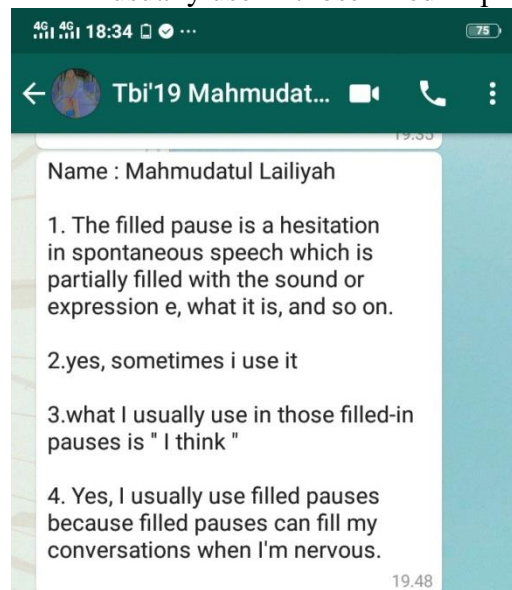 18:34 ... 75
Tbi'19 Mahmudat...
19.35
Name : Mahmudatul Lailiyah
1. The filled pause is a hesitation
in spontaneous speech which is
partially filled with the sound or
expression e, what it is, and so on.
2.yes, sometimes i use it
3.what I usually use in those filled-in
pauses is " I think "
4. Yes, I usually use filled pauses
because filled pauses can fill my
conversations when I'm nervous.
19.48